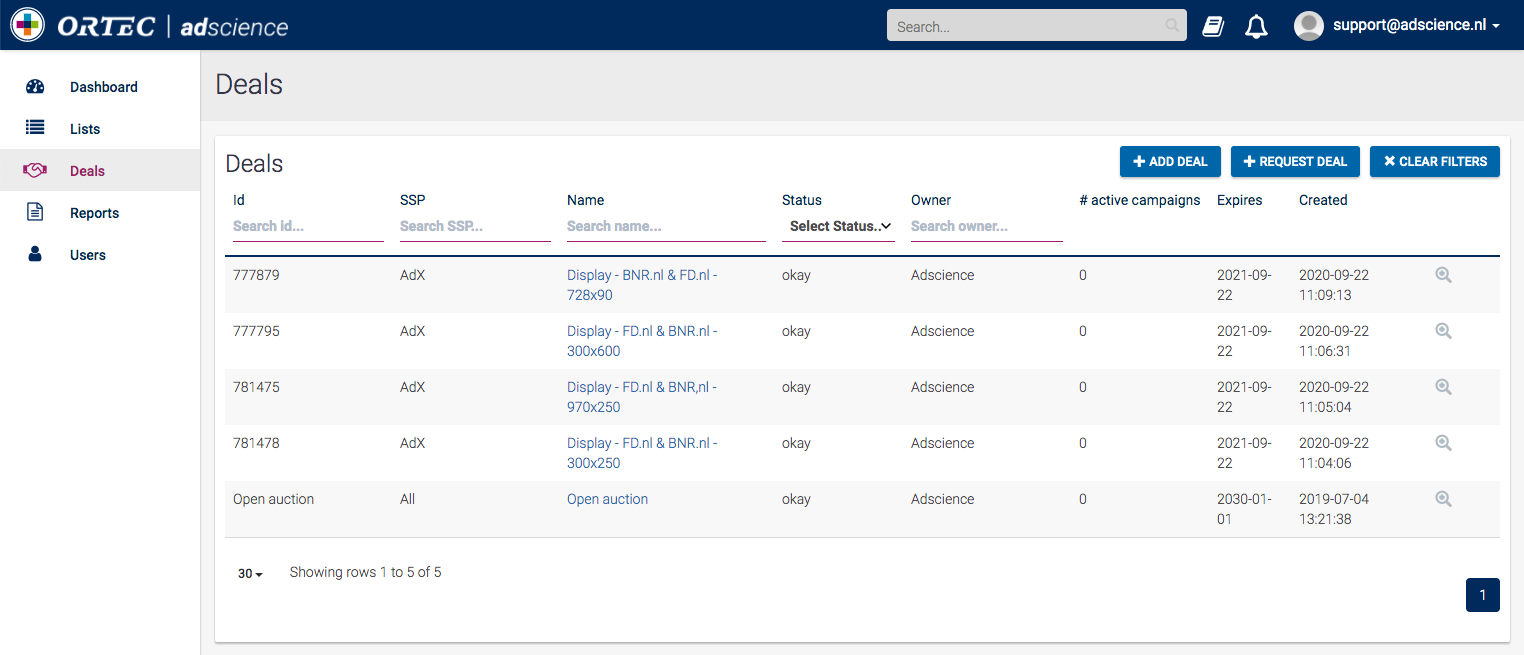 ORTEC | adscience
Search...
support@adscience.nl
Dashboard
Lists
Deals
Reports
Users
Deals
Deals
ADD DEAL
REQUEST DEAL
CLEAR FILTERS
Id SSP Name Status Owner # active campaigns Expires Created
Search id... Search SSP... Search name... Select Status.. Search owner...
777879 AdX Display - BNR.nl & FD.nl - okay Adscience 0 2021-09- 2020-09-22
728x90 22 11:09:13
777795 AdX Display - FD.nl & BNR.nl - okay Adscience 0 2021-09- 2020-09-22
300x600 22 11:06:31
781475 AdX Display - FD.nl & BNR,nl - okay Adscience 0 2021-09- 2020-09-22
970x250 22 11:05:04
781478 AdX Display - FD.nl & BNR.nl - okay Adscience 0 2021-09- 2020-09-22
300x250 22 11:04:06
Open auction All Open auction okay Adscience 0 2030-01- 2019-07-04
01 13:21:38
30 Showing rows 1 to 5 of 5
1